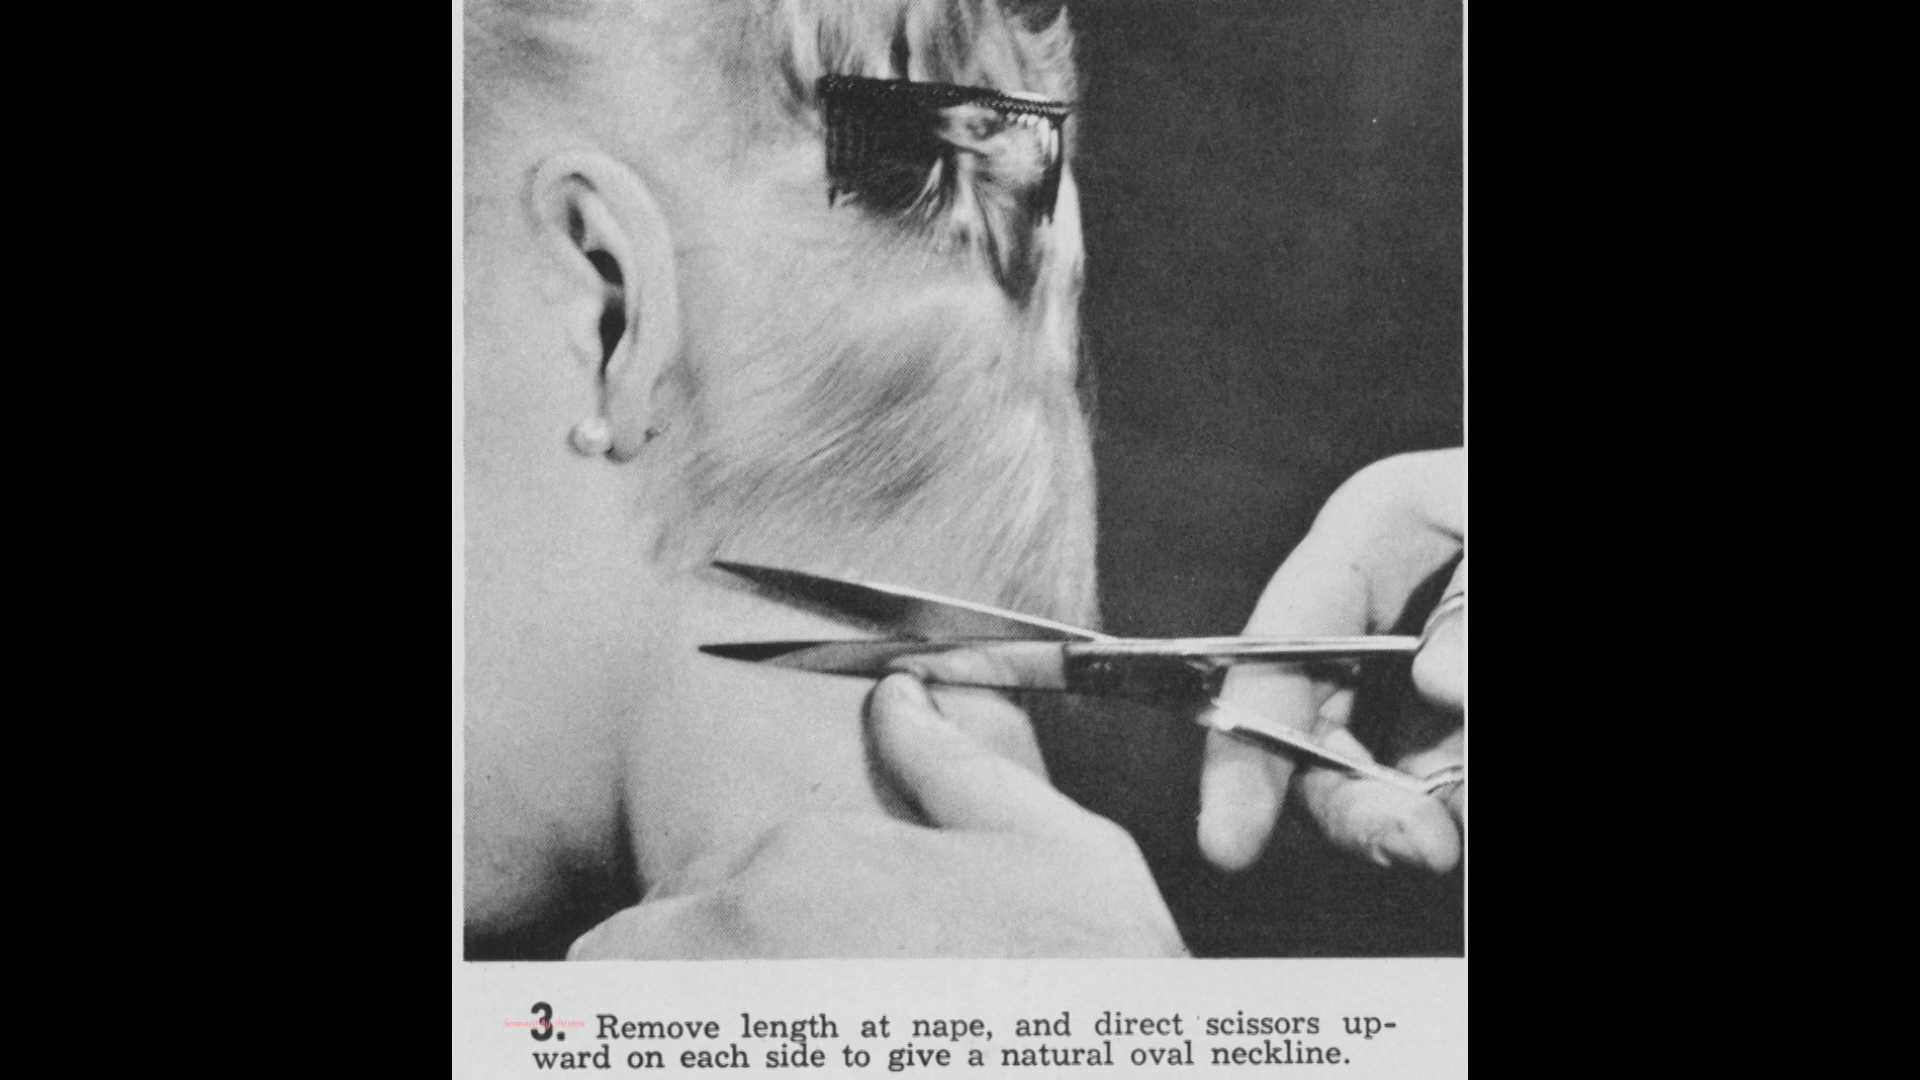 3. Remove length at nape, and direct scissors up-
ward on each side to give a natural oval neckline.